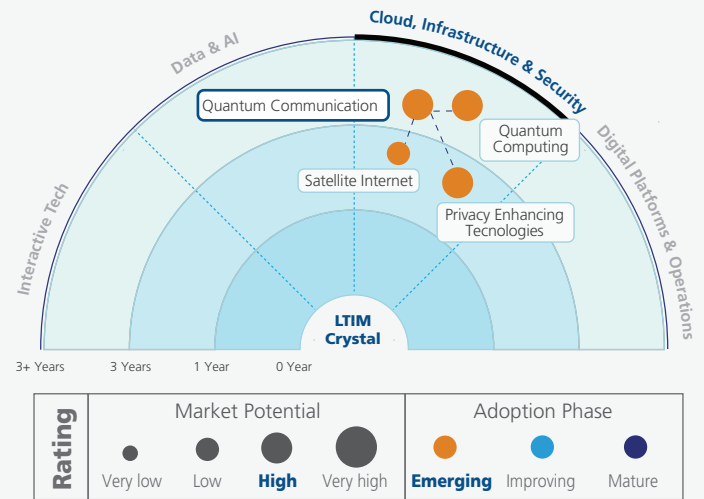 Cloud, Infrastructure & Security
Data & AI
Interactive Tech
Digital Platforms & Operations
Quantum Communication
Quantum
Computing
Satellite Internet
Privacy Enhancing
Tecnologies
LTIM
Crystal
3+ Years
3 Years
1 Year
0 Year
Rating
Market Potential
Very low
Low
High
Very high
Adoption Phase
Emerging
Improving
Mature